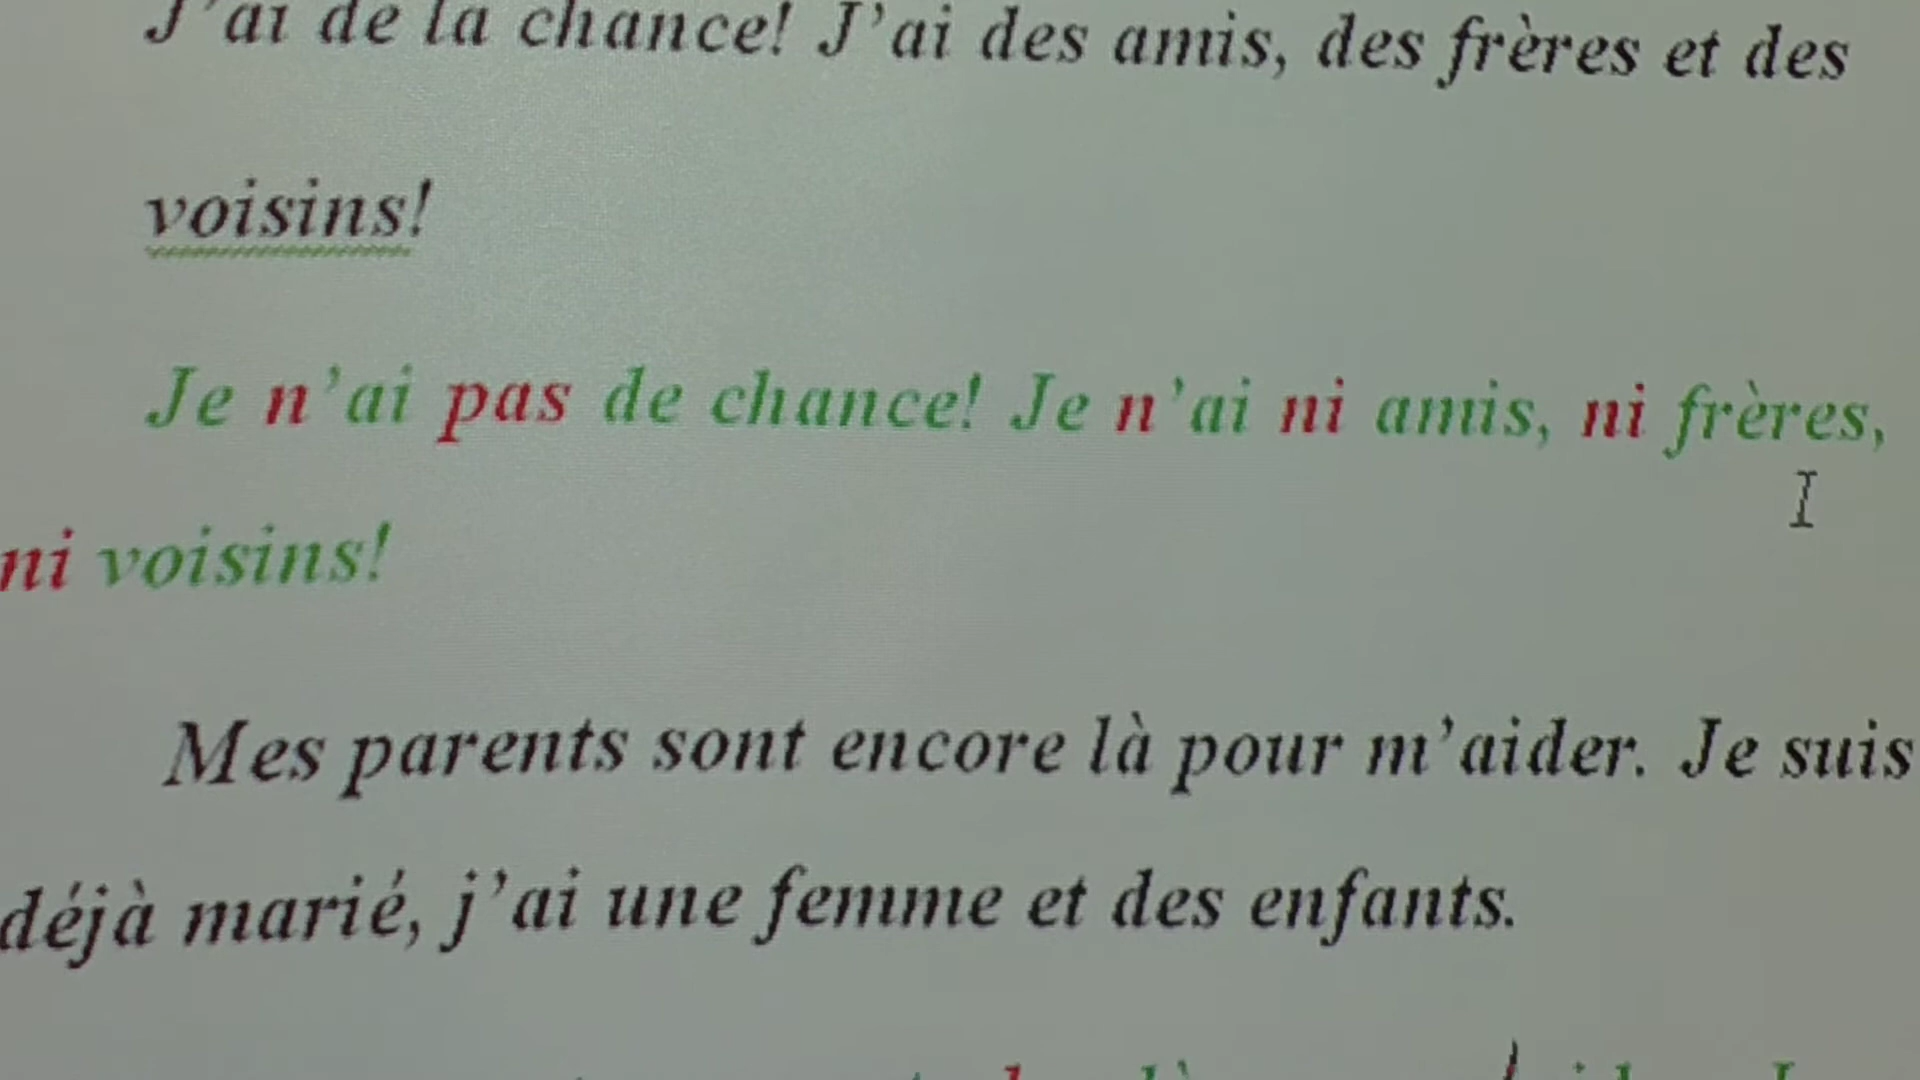 J'ai de la chance! J'ai des amis, des frères et des
voisins!
Je n'ai pas de chance! Je n'ai ni amis, ni frères,
ni voisins!
Mes parents sont encore là pour m'aider. Je suis
déjà marié, j'ai une femme et des enfants.